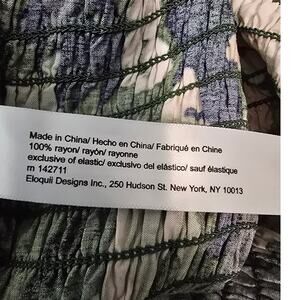 Made in China/ Hecho en China/ Fabriqué en Chine
100% rayon/ rayón/ rayonne
exclusive of elastic/ exclusivo del elástico/ sauf élastique
m 142711
Eloquii Designs Inc., 250 Hudson St. New York, NY 10013